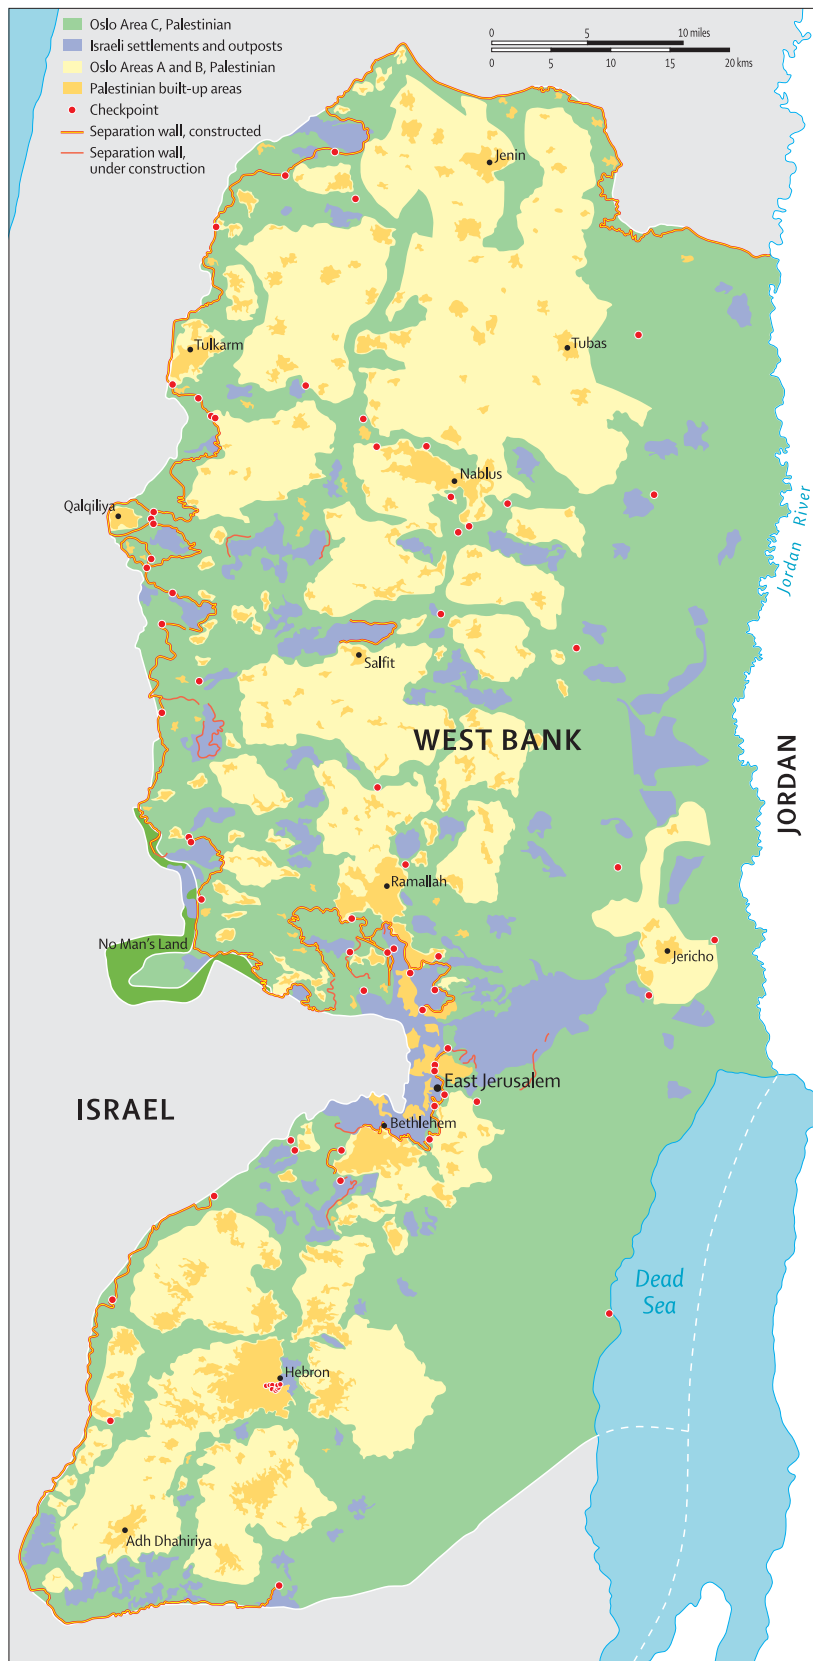 Oslo Area C, Palestinian
Israeli settlements and outposts
Oslo Areas A and B, Palestinian
Palestinian built-up areas
Checkpoint
Separation wall, constructed
Separation wall,
under construction
0 5 10 miles
0 5 10 15 20 kms
Jenin
Tulkarm
Tubas
Nablus
Qalqiliya
Jordan River
Salfit
WEST BANK
JORDAN
Ramallah
No Man's Land
Jericho
East Jerusalem
ISRAEL
Bethlehem
Dead
Sea
Hebron
Adh Dhahiriya